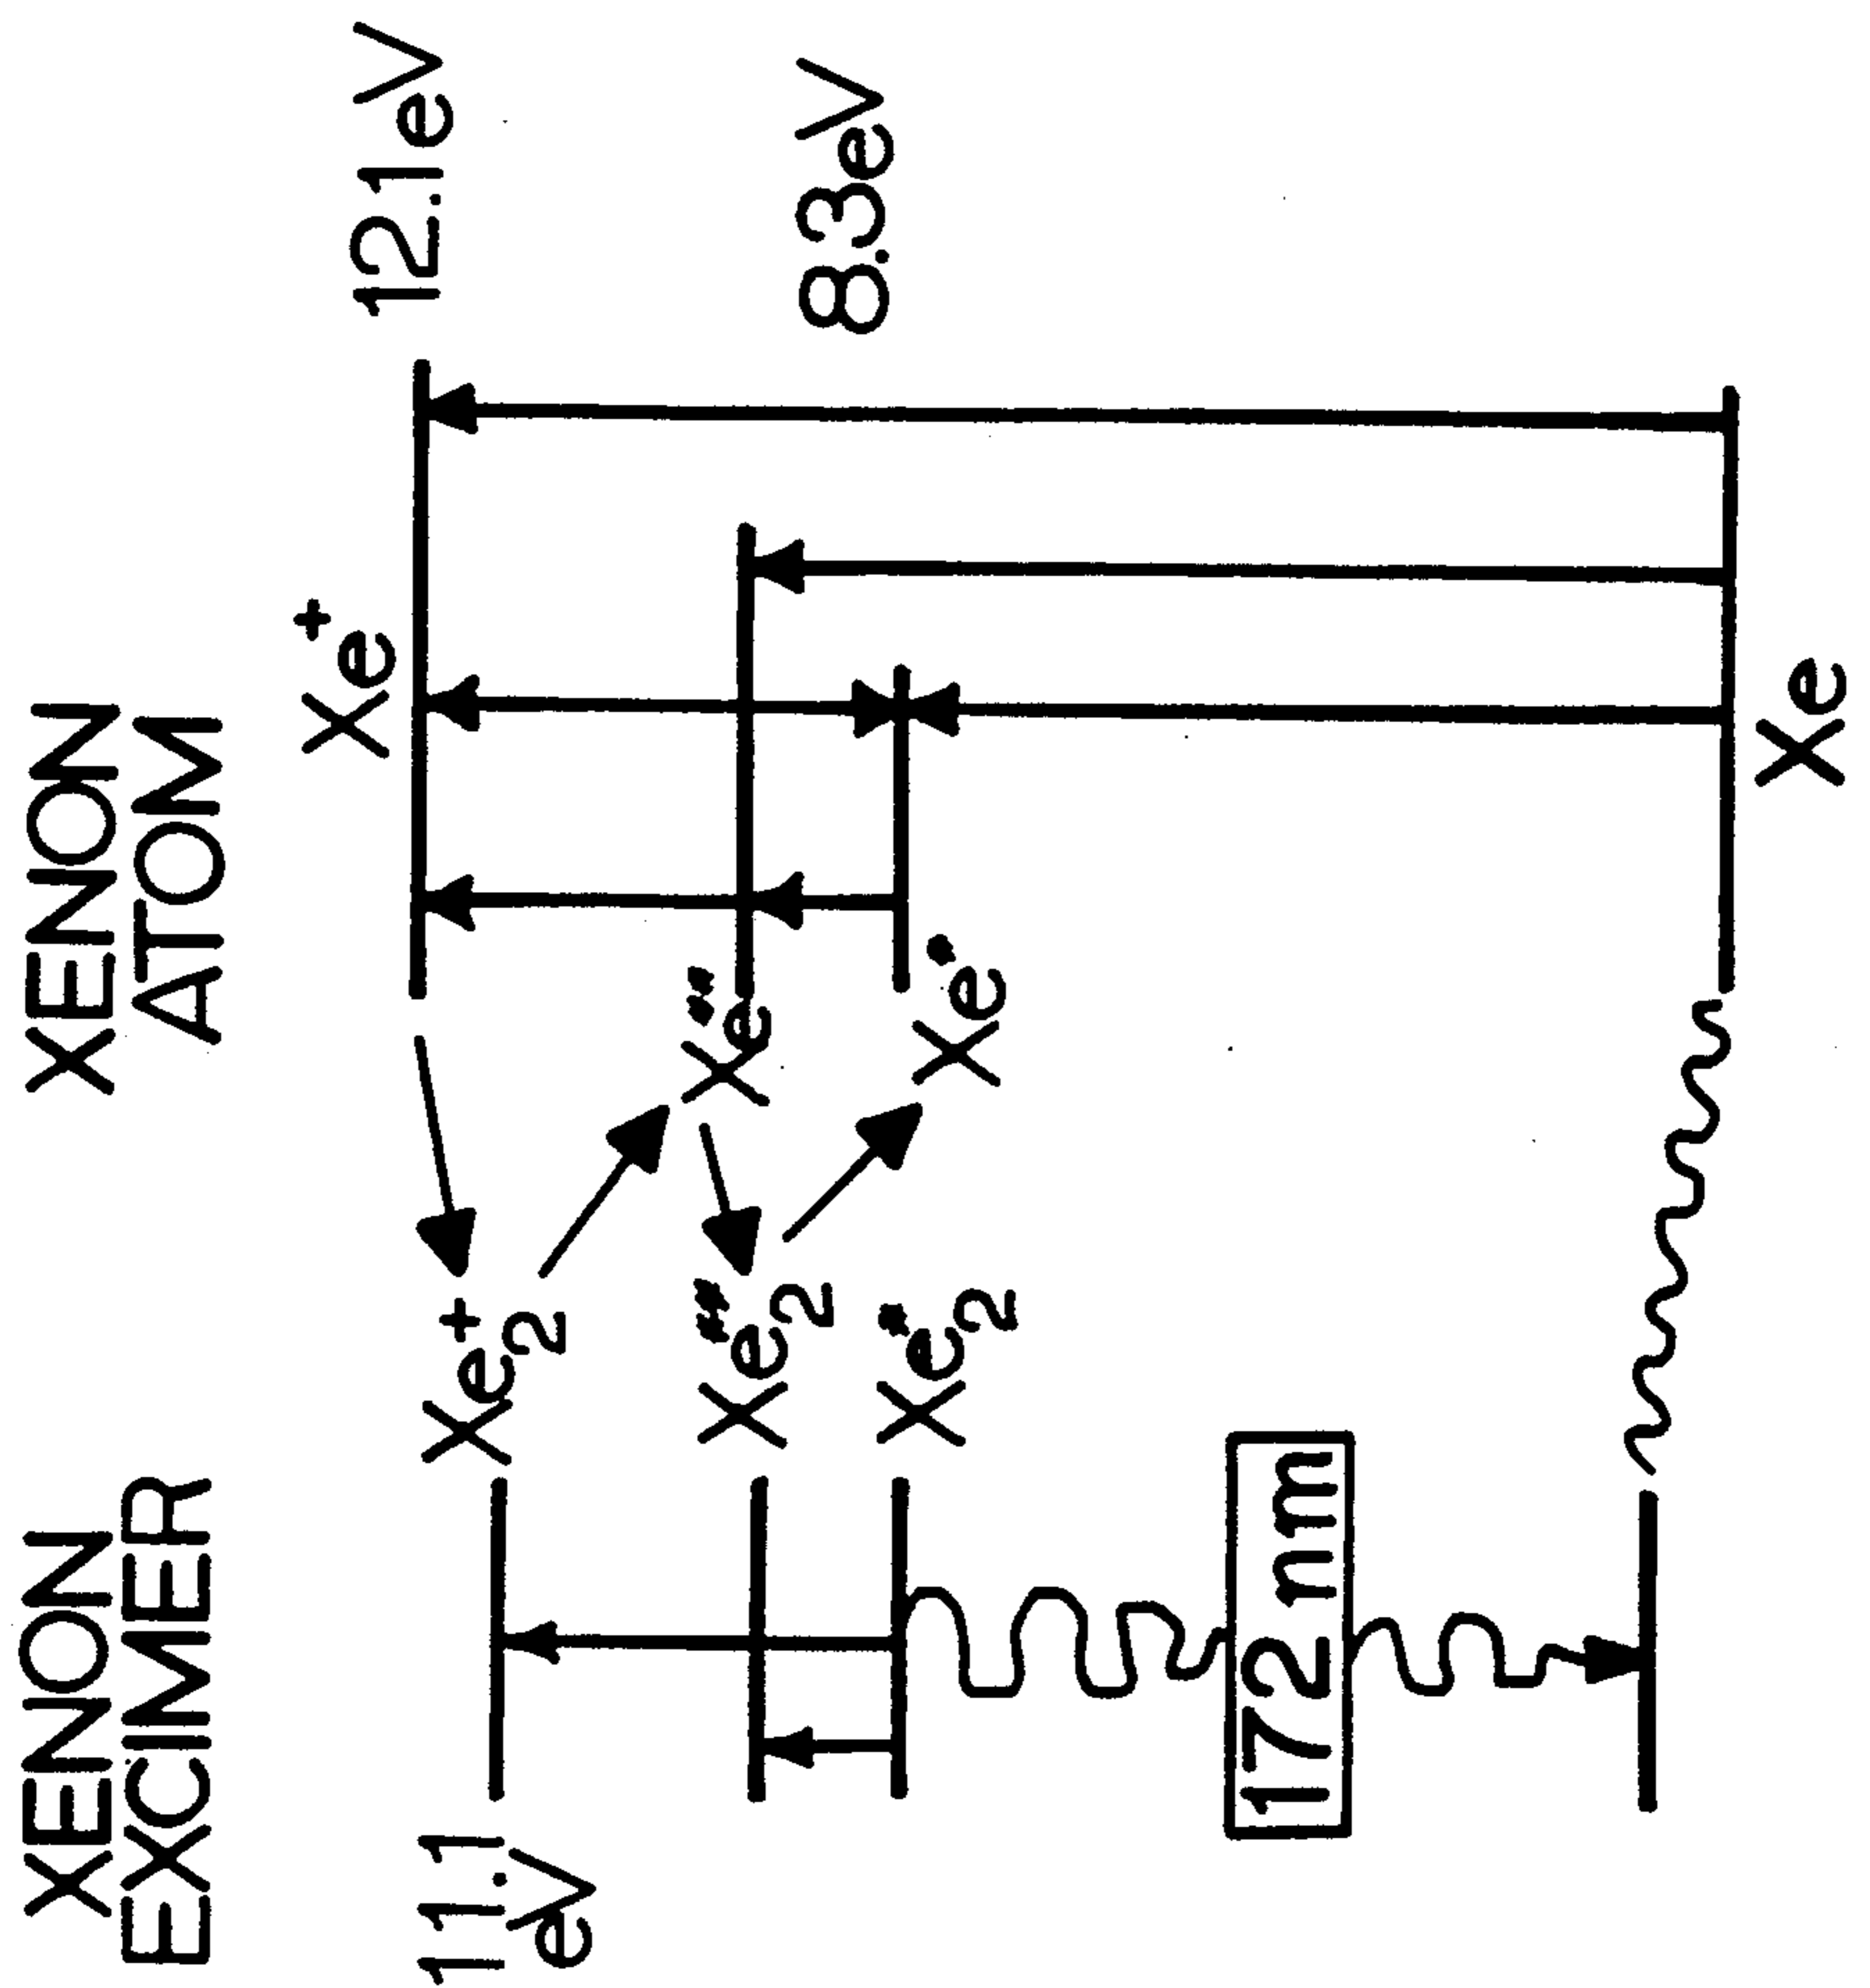 XENON
EXCIMER
XENON
ATOM
11.1
eV
Xe₂⁺
Xe⁺
12.1eV
Xe₂**
Xe**
8.3eV
Xe₂*
Xe*
172 nm
Xe